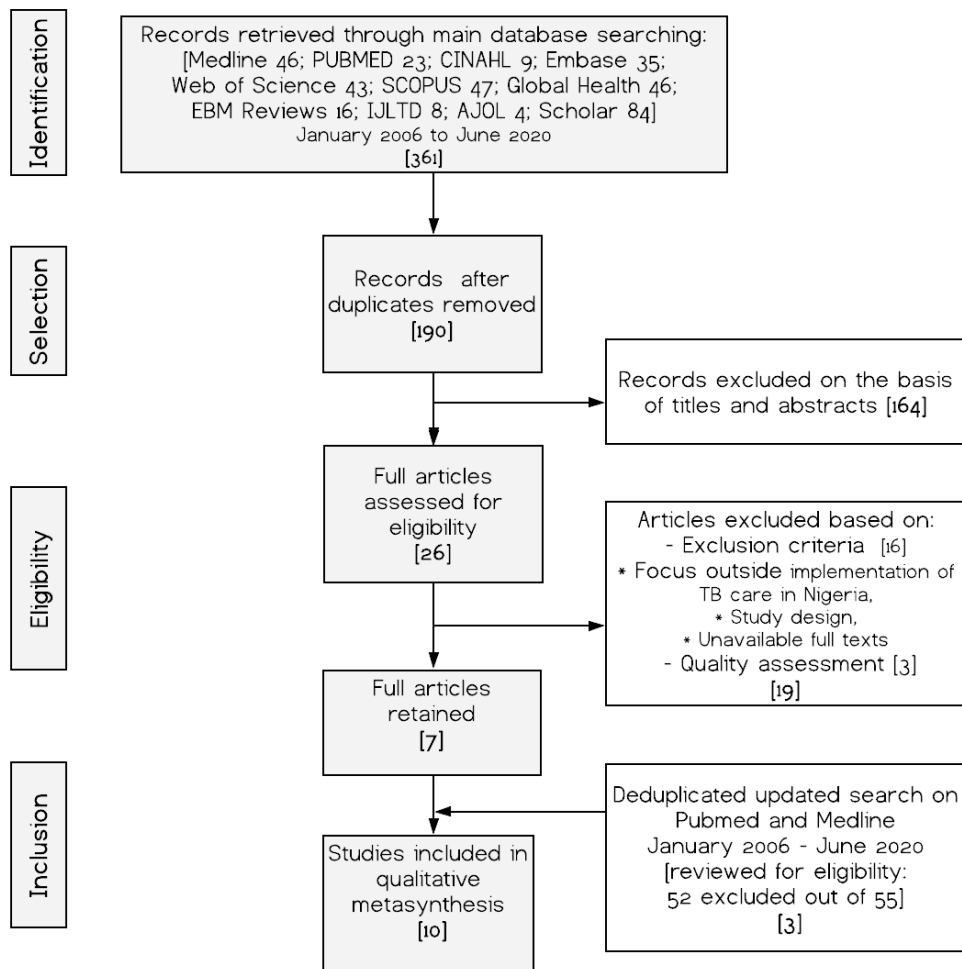 Identification
Records retrieved through main database searching:
[Medline 46; PUBMED 23; CINAHL 9; Embase 35;
Web of Science 43; SCOPUS 47; Global Health 46;
EBM Reviews 16; IJLTD 8; AJOL 4; Scholar 84]
January 2006 to June 2020
[361]
Selection
Records after
duplicates removed
[190]
Records excluded on the basis
of titles and abstracts [164]
Eligibility
Full articles
assessed for
eligibility
[26]
Articles excluded based on:
- Exclusion criteria [16]
* Focus outside implementation of
TB care in Nigeria,
* Study design,
* Unavailable full texts
- Quality assessment [3]
[19]
Full articles
retained
[7]
Inclusion
Deduplicated updated search on
Pubmed and Medline
January 2006 - June 2020
[reviewed for eligibility:
52 excluded out of 55]
[3]
Studies included in
qualitative
metasynthesis
[10]